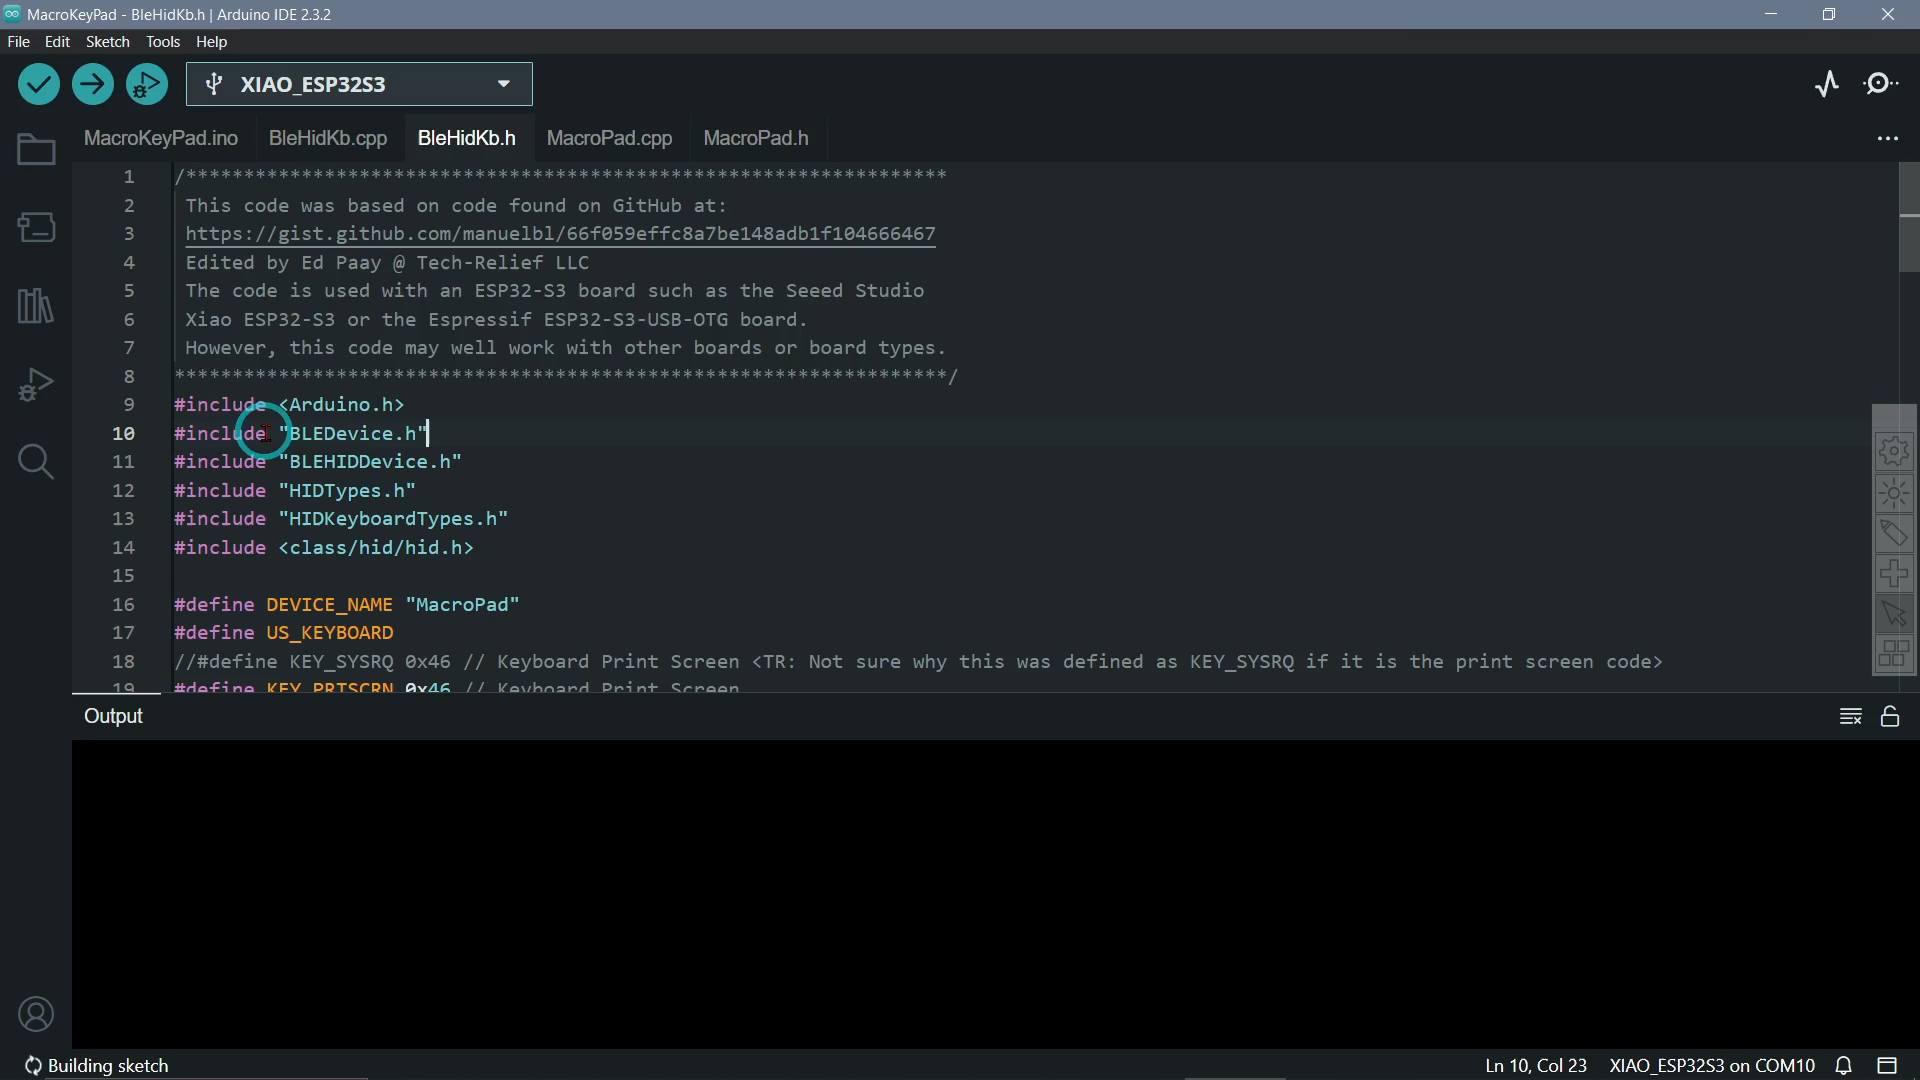 MacroKeyPad - BleHidKb.h | Arduino IDE 2.3.2
File Edit Sketch Tools Help
XIAO_ESP32S3
MacroKeyPad.ino BleHidKb.cpp BleHidKb.h MacroPad.cpp MacroPad.h
1 /******************************************************************
2 This code was based on code found on GitHub at:
3 https://gist.github.com/manuelbl/66f059effc8a7be148adb1f104666467
4 Edited by Ed Paay @ Tech-Relief LLC
5 The code is used with an ESP32-S3 board such as the Seeed Studio
6 Xiao ESP32-S3 or the Espressif ESP32-S3-USB-OTG board.
7 However, this code may well work with other boards or board types.
8 *******************************************************************/
9 #include <Arduino.h>
10 #include "BLEDevice.h"
11 #include "BLEHIDDevice.h"
12 #include "HIDTypes.h"
13 #include "HIDKeyboardTypes.h"
14 #include <class/hid/hid.h>
15
16 #define DEVICE_NAME "MacroPad"
17 #define US_KEYBOARD
18 //#define KEY_SYSRQ 0x46 // Keyboard Print Screen <TR: Not sure why this was defined as KEY_SYSRQ if it is the print screen code>
19 #define KEY_PRTSCRN 0x46 // Keyboard Print Screen
Output
Building sketch
Ln 10, Col 23 XIAO_ESP32S3 on COM10